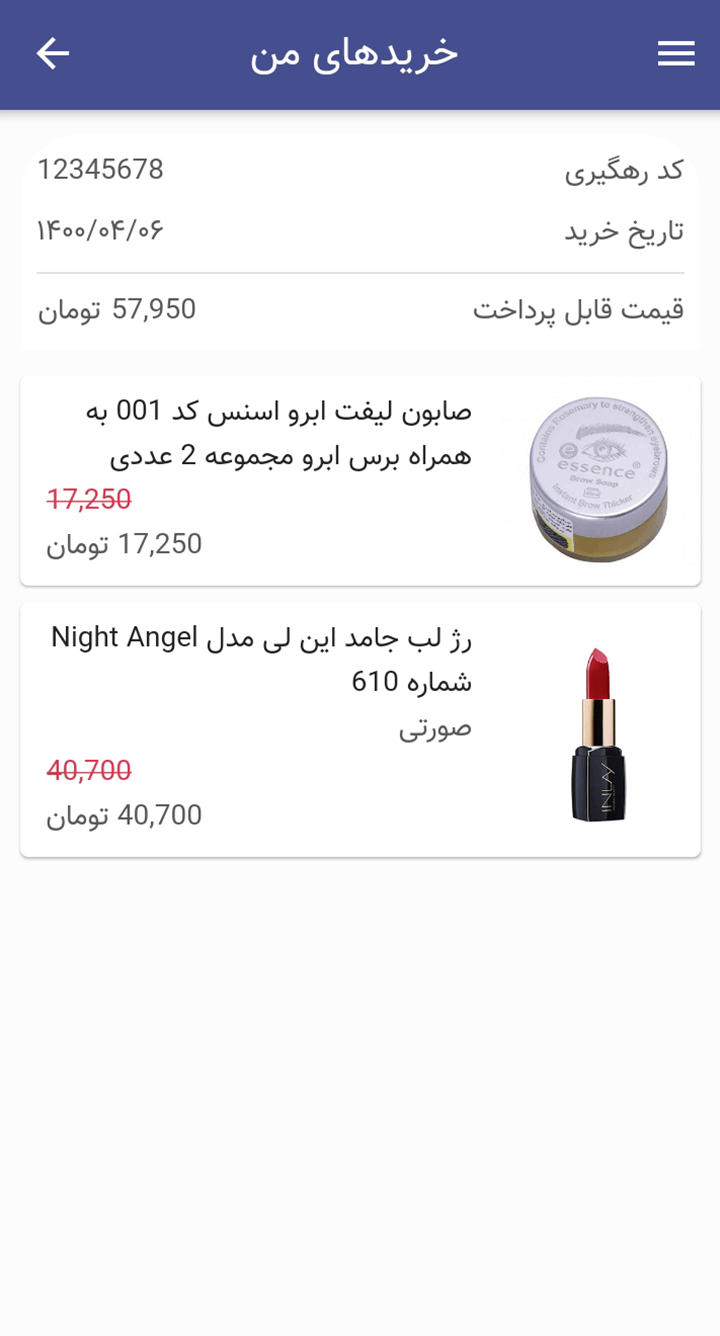 خریدهای من
کد رهگیری 12345678
تاریخ خرید ۱۴۰۰/۰۴/۰۶
قیمت قابل پرداخت 57,950 تومان
صابون لیفت ابرو اسنس کد 001 به
همراه برس ابرو مجموعه 2 عددی
17,250
17,250 تومان
Contains Rosemary to strengthen eyebrows
essence®
Brow Soap
Instant Brow Thicker
رژ لب جامد این لی مدل Night Angel
شماره 610
صورتی
40,700
40,700 تومان
INLAY